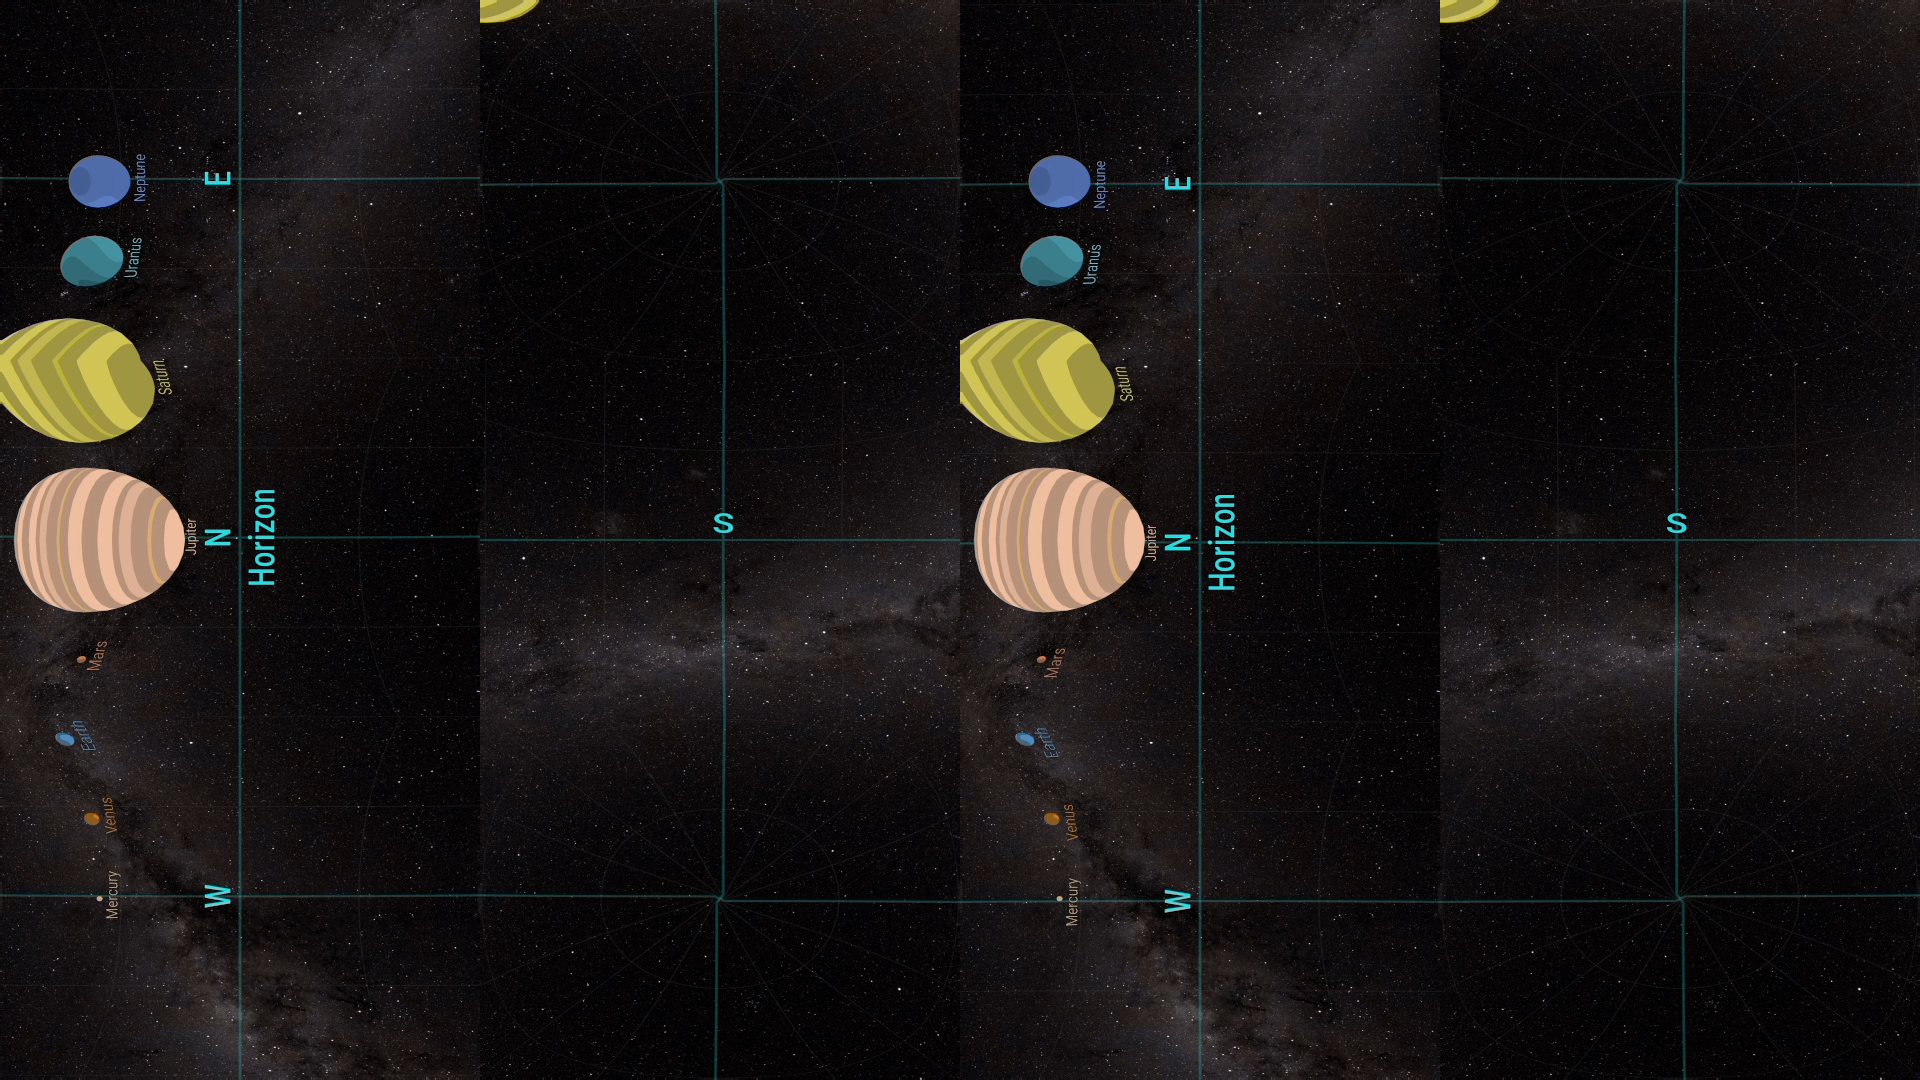 Neptune
E
Uranus
Saturn
Jupiter
N
Horizon
Mars
Earth
Venus
Mercury
W
S
Neptune
E
Uranus
Saturn
Jupiter
N
Horizon
Mars
Earth
Venus
Mercury
W
S